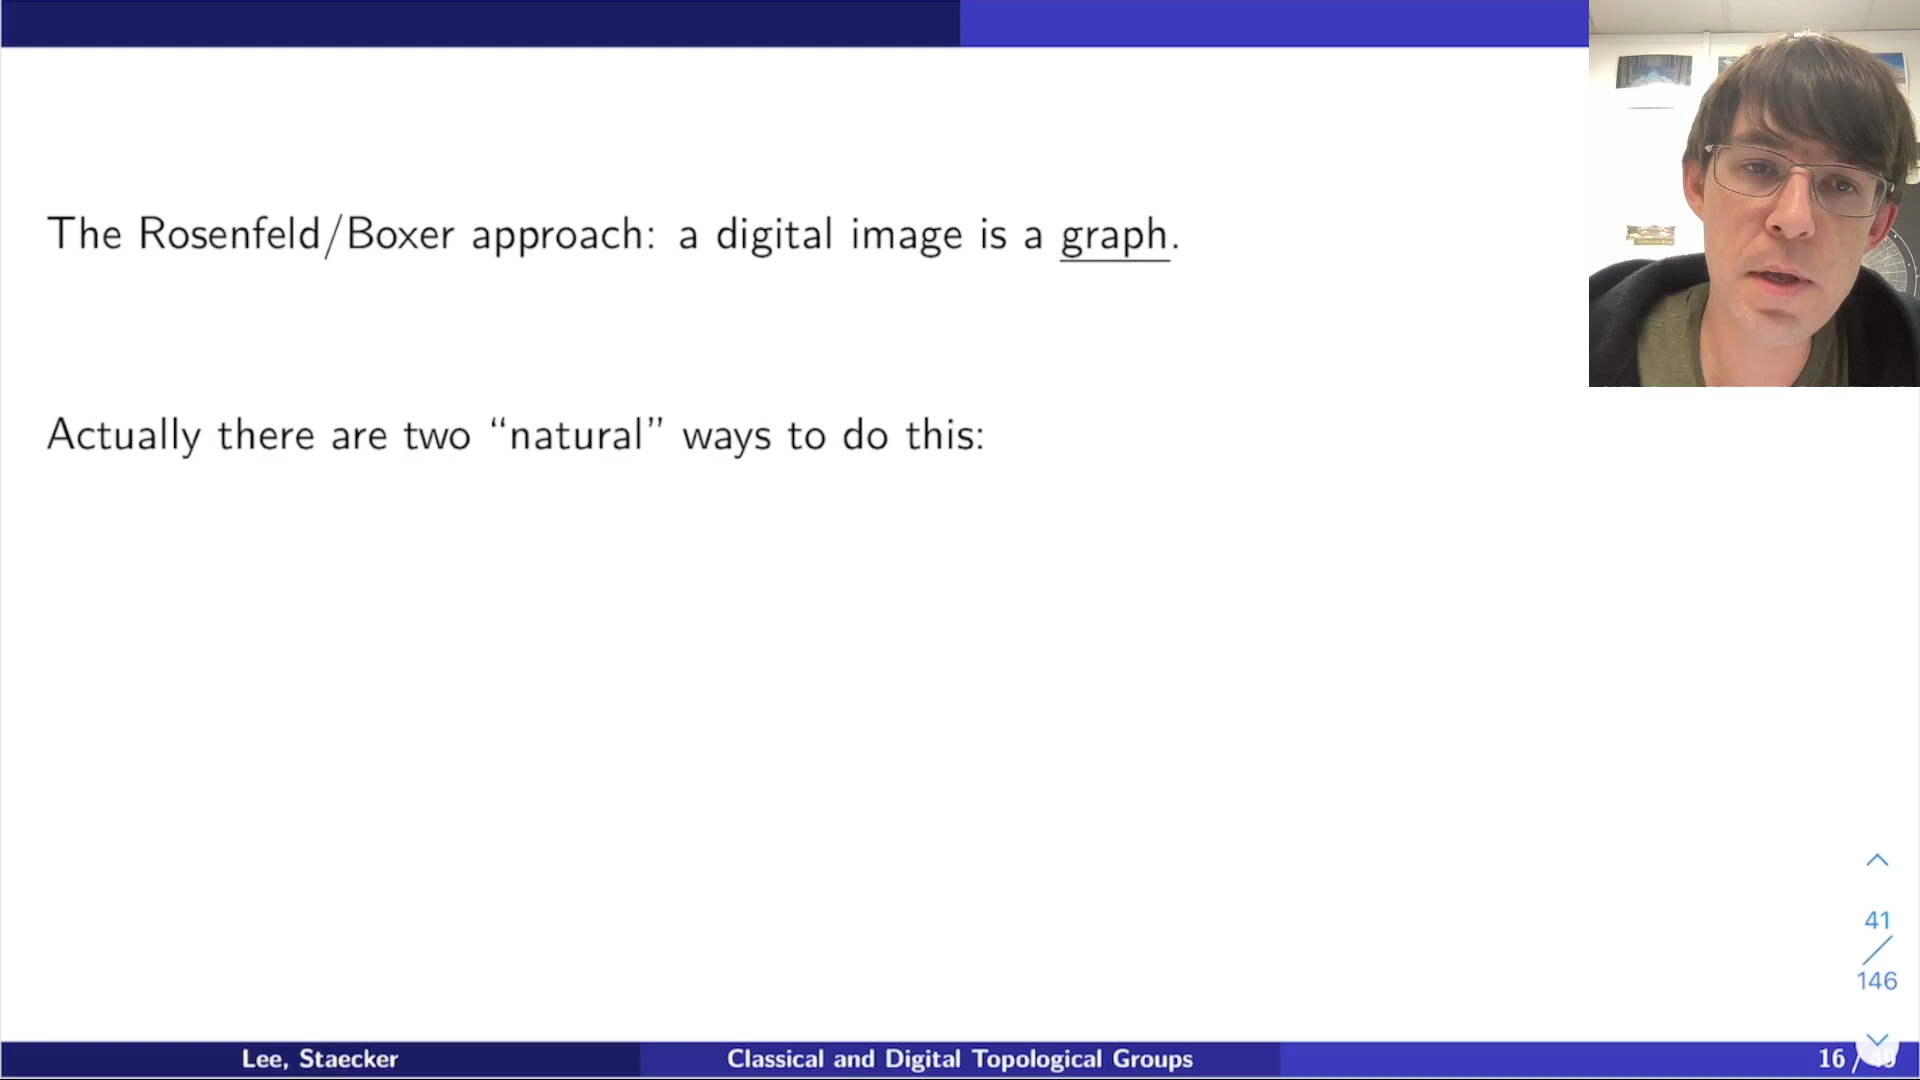 The Rosenfeld/Boxer approach: a digital image is a graph.
Actually there are two “natural” ways to do this:
41
146
Lee, Staecker
Classical and Digital Topological Groups
16 /